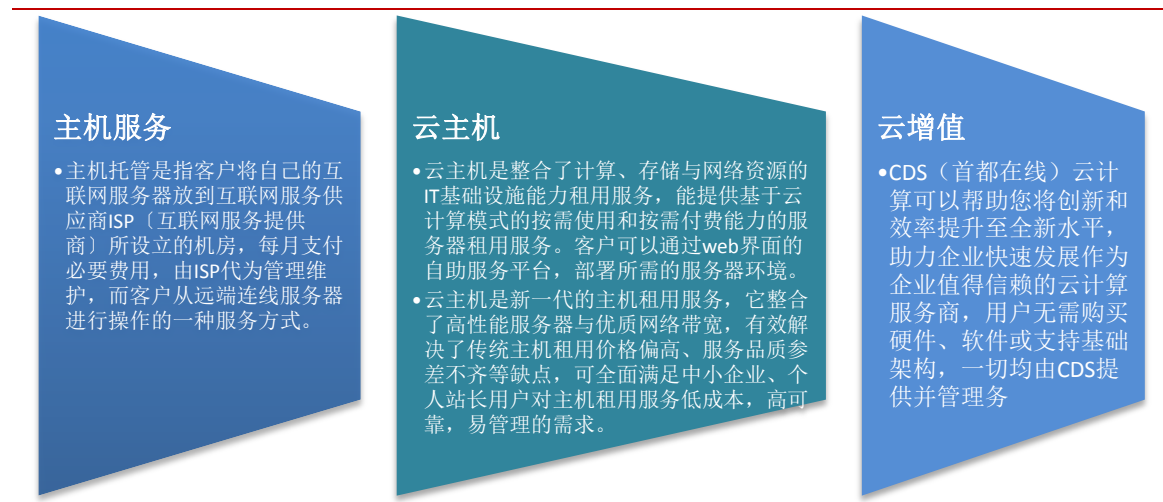 主机服务
•主机托管是指客户将自己的互
联网服务器放到互联网服务供
应商ISP〔互联网服务提供
商〕所设立的机房，每月支付
必要费用，由ISP代为管理维
护，而客户从远端连线服务器
进行操作的一种服务方式。
云主机
•云主机是整合了计算、存储与网络资源的
IT基础设施能力租用服务，能提供基于云
计算模式的按需使用和按需付费能力的服
务器租用服务。客户可以通过web界面的
自助服务平台，部署所需的服务器环境。
•云主机是新一代的主机租用服务，它整合
了高性能服务器与优质网络带宽，有效解
决了传统主机租用价格偏高、服务品质参
差不齐等缺点，可全面满足中小企业、个
人站长用户对主机租用服务低成本，高可
靠，易管理的需求。
云增值
•CDS（首都在线）云计
算可以帮助您将创新和
效率提升至全新水平，
助力企业快速发展作为
企业值得信赖的云计算
服务商，用户无需购买
硬件、软件或支持基础
架构，一切均由CDS提
供并管理务